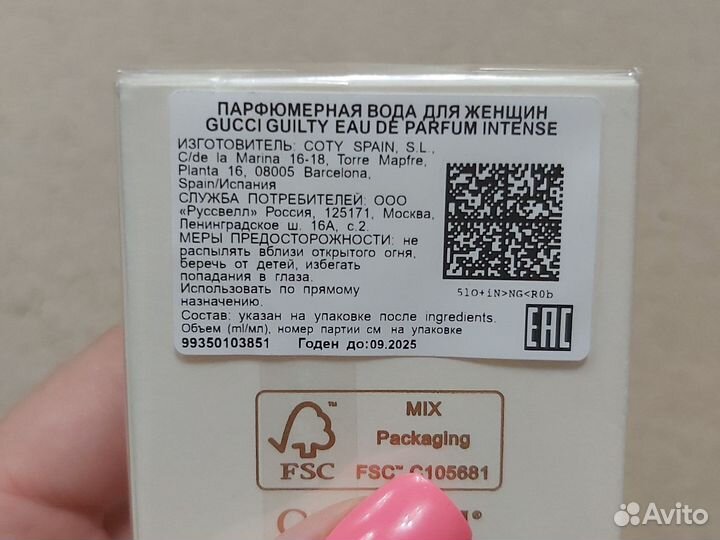 ПАРФЮМЕРНАЯ ВОДА ДЛЯ ЖЕНЩИН
GUCCI GUILTY EAU DE PARFUM INTENSE
ИЗГОТОВИТЕЛЬ: COTY SPAIN, S.L.,
C/de la Marina 16-18, Torre Mapfre,
Planta 16, 08005 Barcelona,
Spain/Испания
СЛУЖБА ПОТРЕБИТЕЛЕЙ: ООО
«Руссвелл» Россия, 125171, Москва,
Ленинградское ш. 16А, с.2.
МЕРЫ ПРЕДОСТОРОЖНОСТИ: не
распылять вблизи открытого огня,
беречь от детей, избегать
попадания в глаза.
Использовать по прямому
назначению.
51O+iN>NG<R0b
Состав: указан на упаковке после ingredients.
Объем (ml/мл), номер партии см на упаковке
99350103851 Годен до:09.2025
EAC
MIX
Packaging
FSC FSC™ C105681
Avito